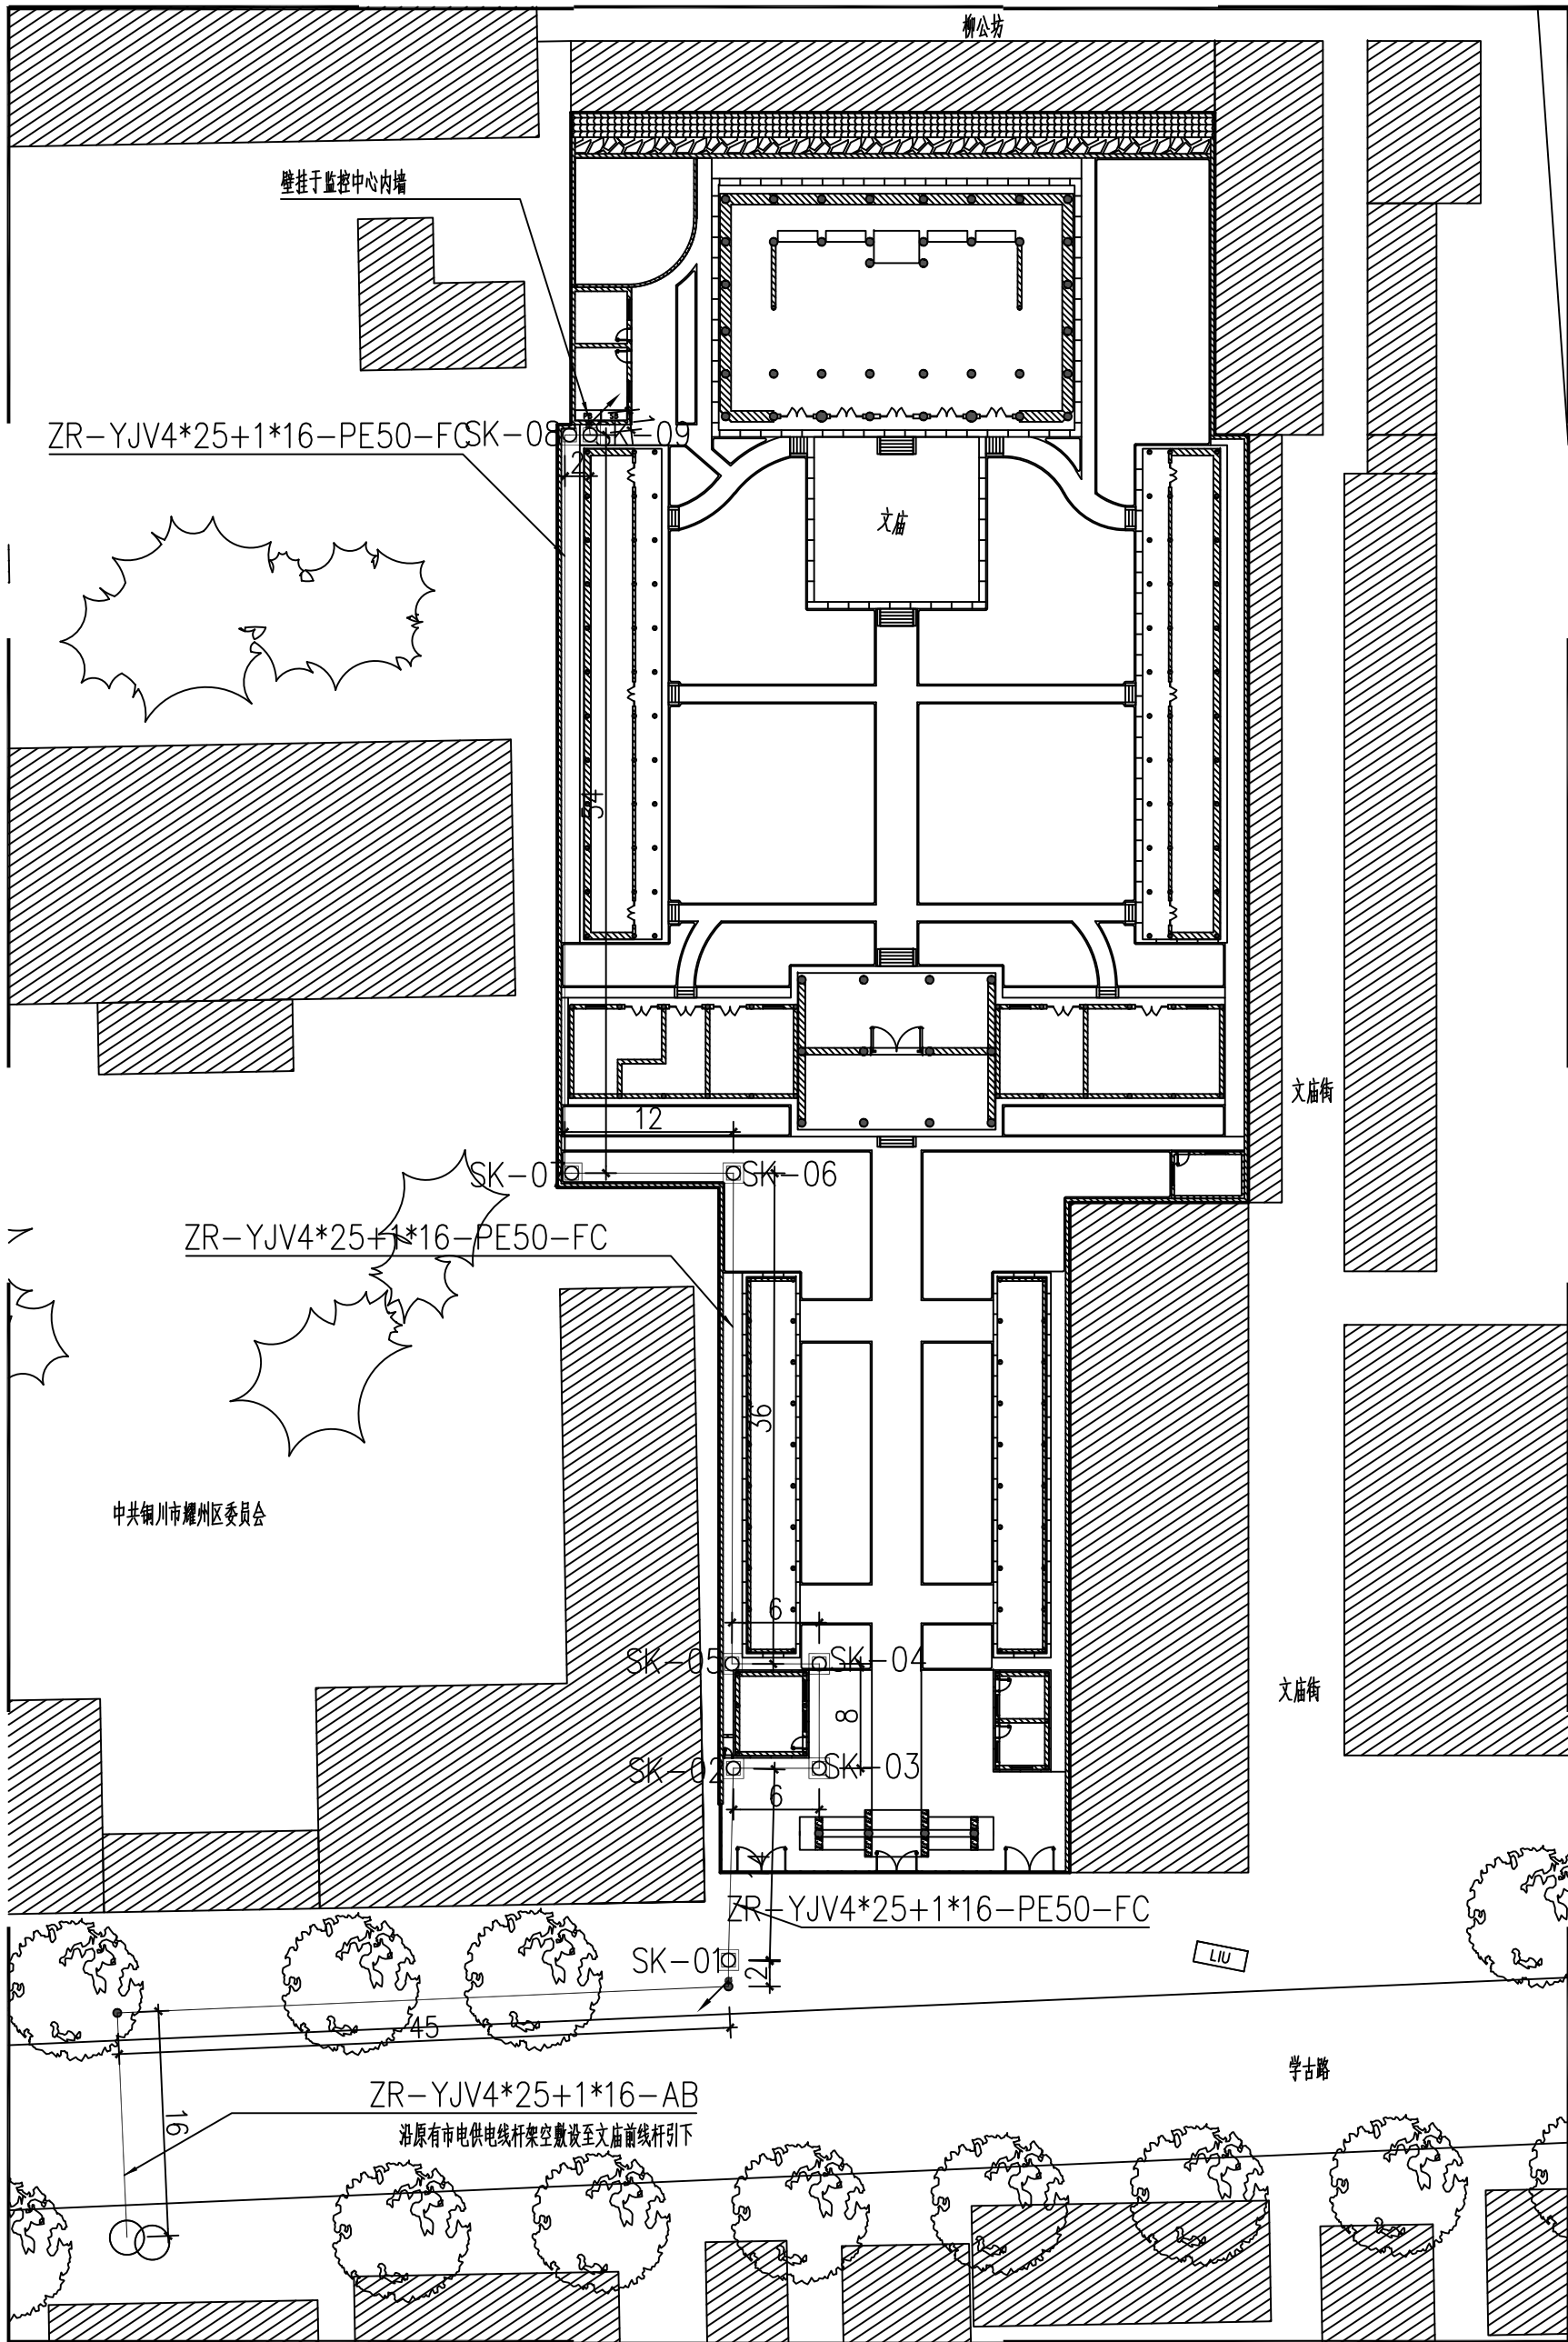 柳公坊
壁挂于监控中心内墙
ZR-YJV4*25+1*16-PE50-FC
SK-08
SK-09
1
2
文庙
54
文庙街
12
SK-07
SK-06
ZR-YJV4*25+1*16-PE50-FC
36
中共铜川市耀州区委员会
6
SK-05
SK-04
文庙街
8
SK-02
SK-03
6
14
ZR-YJV4*25+1*16-PE50-FC
SK-01
LIU
2
45
学古路
ZR-YJV4*25+1*16-AB
16
沿原有市电供电线杆架空敷设至文庙前线杆引下